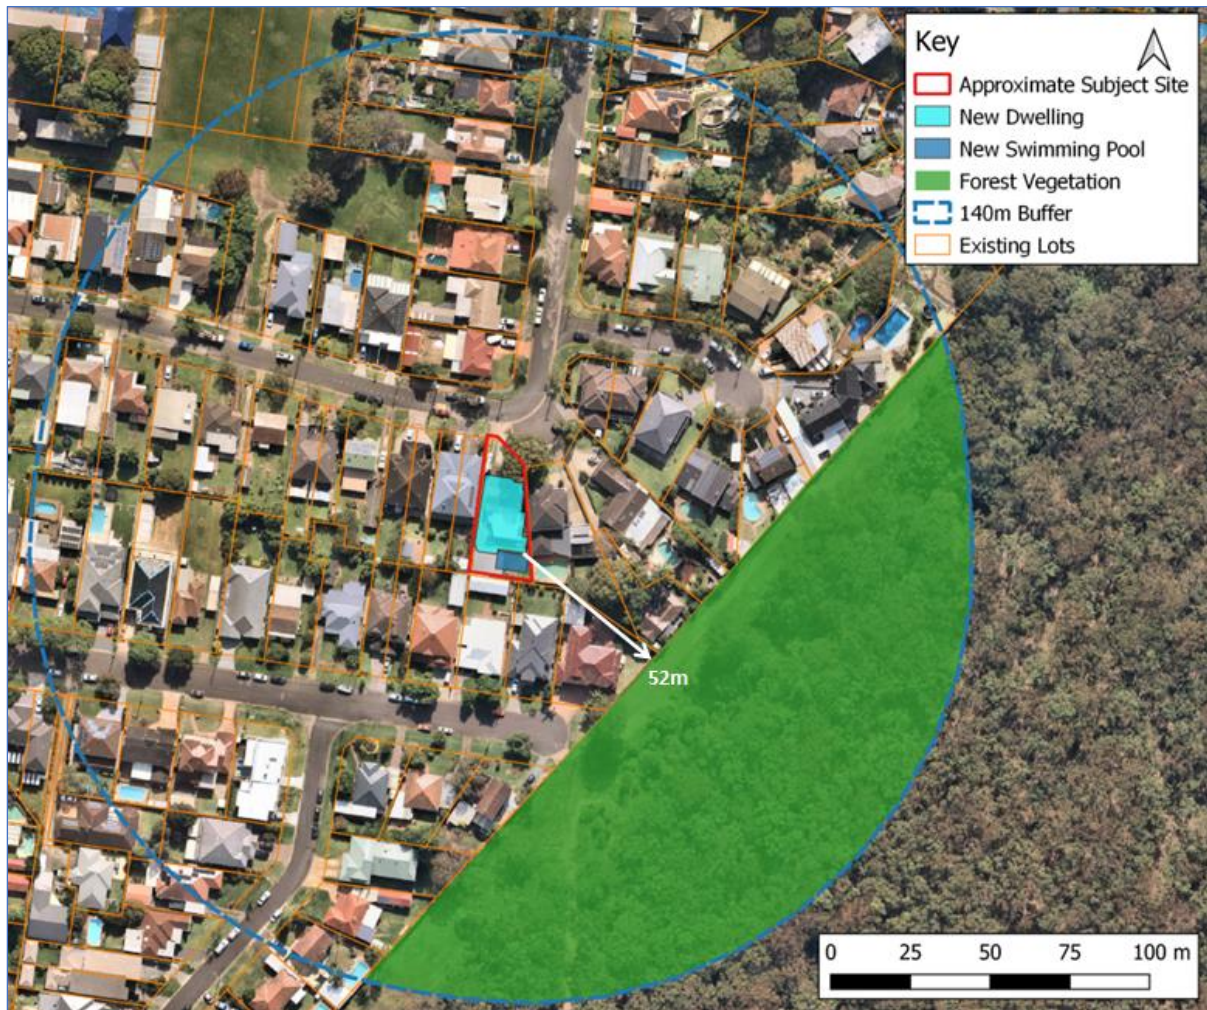 Key
Approximate Subject Site
New Dwelling
New Swimming Pool
Forest Vegetation
140m Buffer
Existing Lots
52m
0 25 50 75 100 m